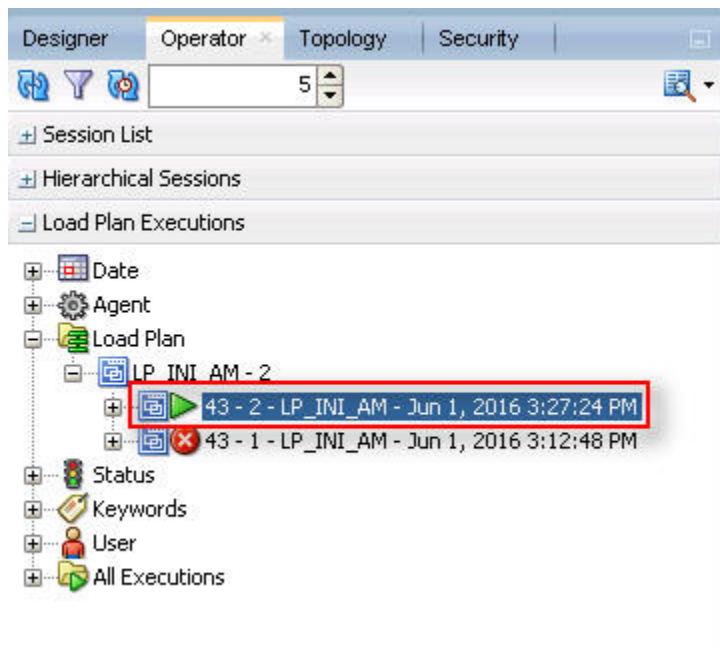 Designer Operator Topology Security
5
Session List
Hierarchical Sessions
Load Plan Executions
Date
Agent
Load Plan
LP_INI_AM - 2
43 - 2 - LP_INI_AM - Jun 1, 2016 3:27:24 PM
43 - 1 - LP_INI_AM - Jun 1, 2016 3:12:48 PM
Status
Keywords
User
All Executions